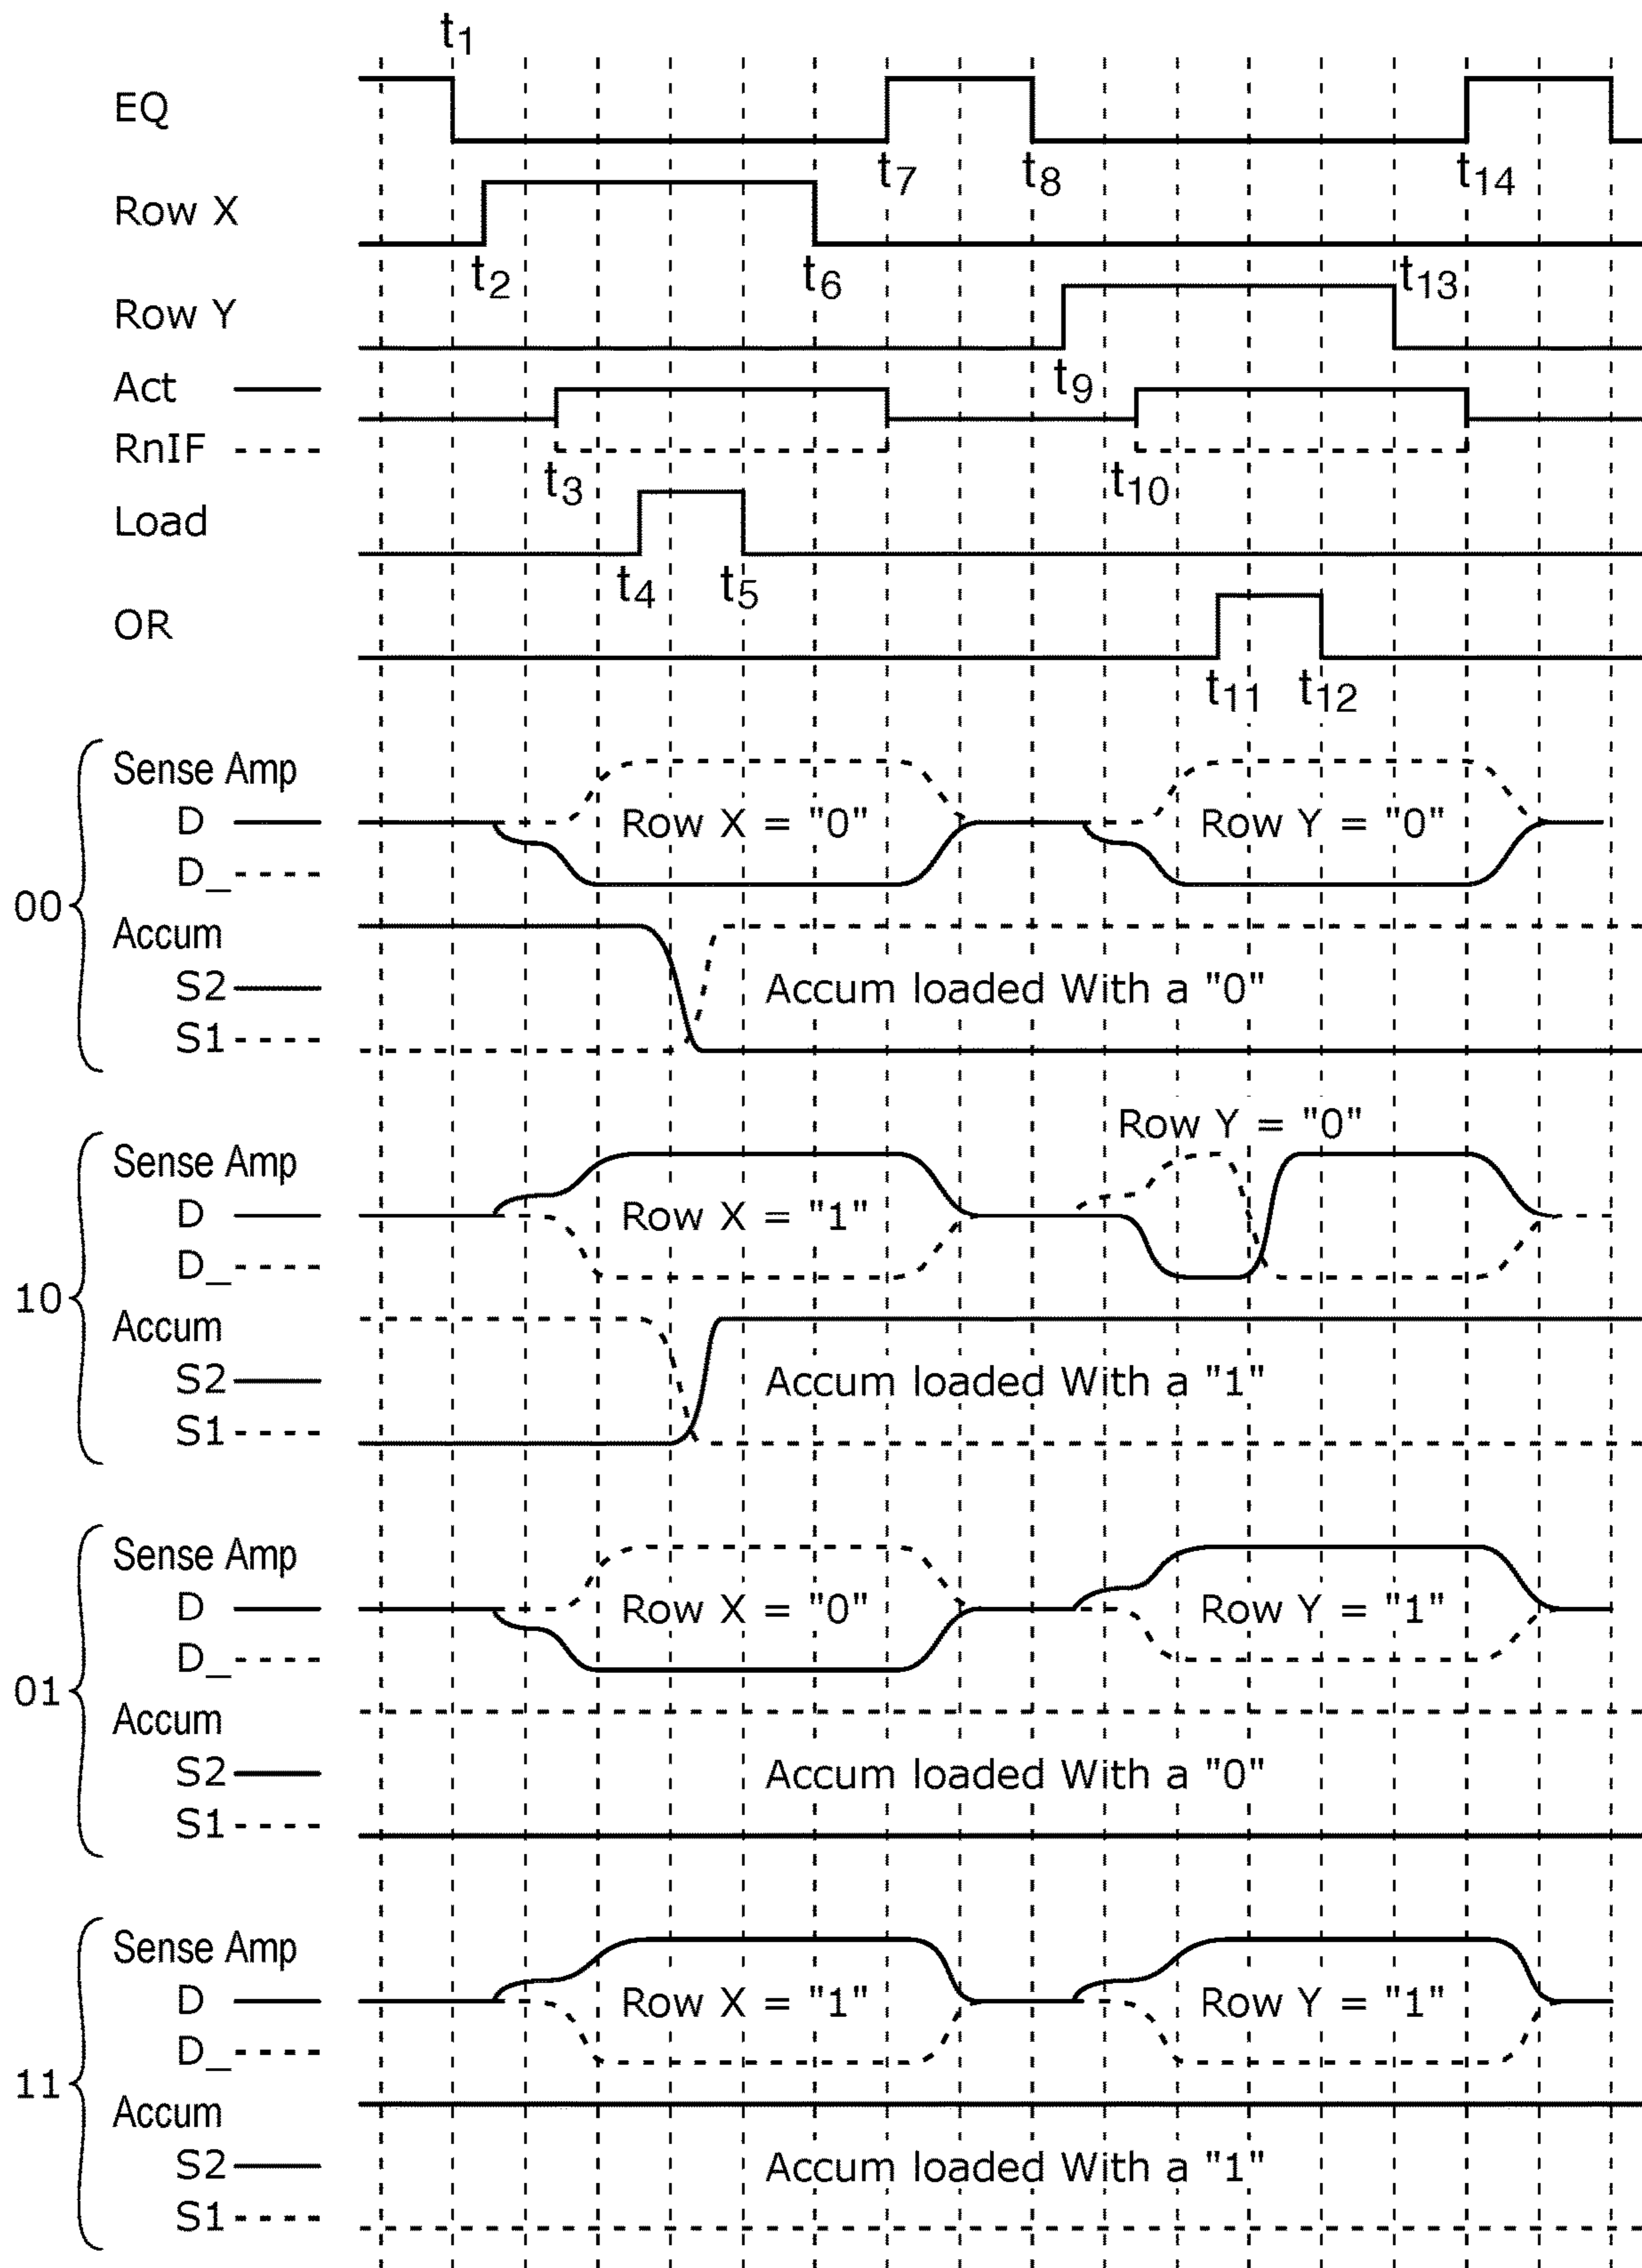 t1
EQ
t7 t8 t14
Row X
t2 t6 t13
Row Y
t9
Act
RnIF
t3 t10
Load
t4 t5
OR
t11 t12
Sense Amp
D Row X = "0" Row Y = "0"
D_
00
Accum
S2 Accum loaded With a "0"
S1
Row Y = "0"
Sense Amp
D Row X = "1"
D_
10
Accum
S2 Accum loaded With a "1"
S1
Sense Amp
D Row X = "0" Row Y = "1"
D_
01
Accum
S2 Accum loaded With a "0"
S1
Sense Amp
D Row X = "1" Row Y = "1"
D_
11
Accum
S2 Accum loaded With a "1"
S1